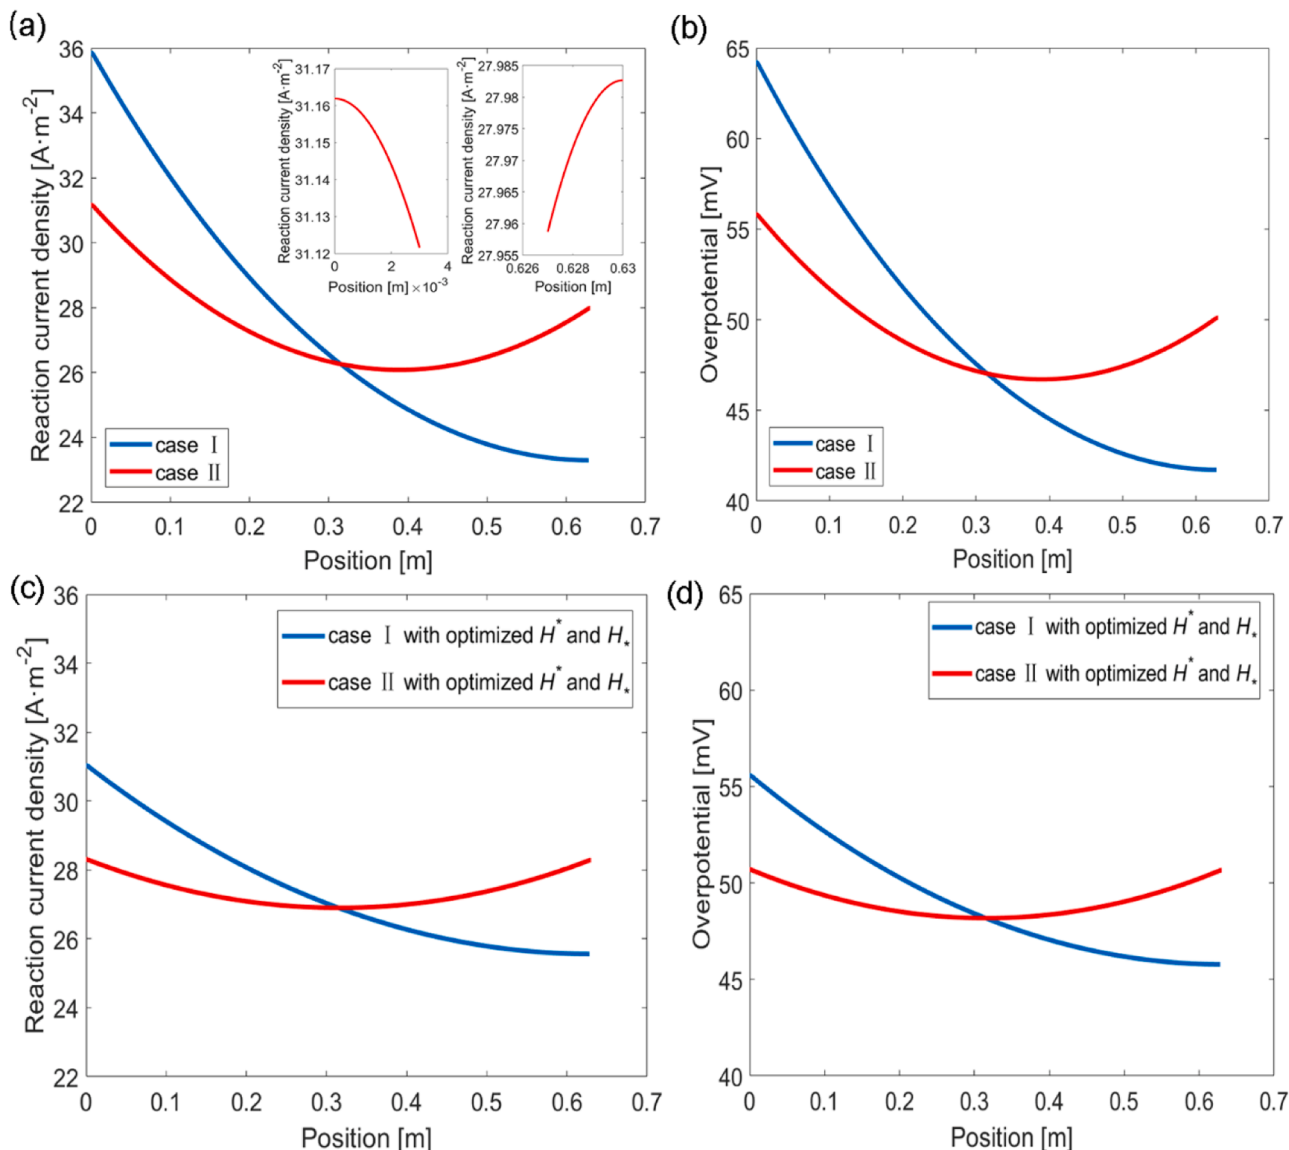 (a)
Reaction current density [A·m⁻²]
36
34
32
30
28
26
24
22
0 0.1 0.2 0.3 0.4 0.5 0.6 0.7
Position [m]
case Ⅰ
case Ⅱ
Reaction current density [A·m⁻²]
31.17
31.16
31.15
31.14
31.13
31.12
0 2 4
Position [m] ×10⁻³
Reaction current density [A·m⁻²]
27.985
27.98
27.975
27.97
27.965
27.96
27.955
0.626 0.628 0.63
Position [m]
(b)
Overpotential [mV]
65
60
55
50
45
40
0 0.1 0.2 0.3 0.4 0.5 0.6 0.7
Position [m]
case Ⅰ
case Ⅱ
(c)
Reaction current density [A·m⁻²]
36
34
32
30
28
26
24
22
0 0.1 0.2 0.3 0.4 0.5 0.6 0.7
Position [m]
case Ⅰ with optimized H* and H⁎
case Ⅱ with optimized H* and H⁎
(d)
Overpotential [mV]
65
60
55
50
45
40
0 0.1 0.2 0.3 0.4 0.5 0.6 0.7
Position [m]
case Ⅰ with optimized H* and H⁎
case Ⅱ with optimized H* and H⁎